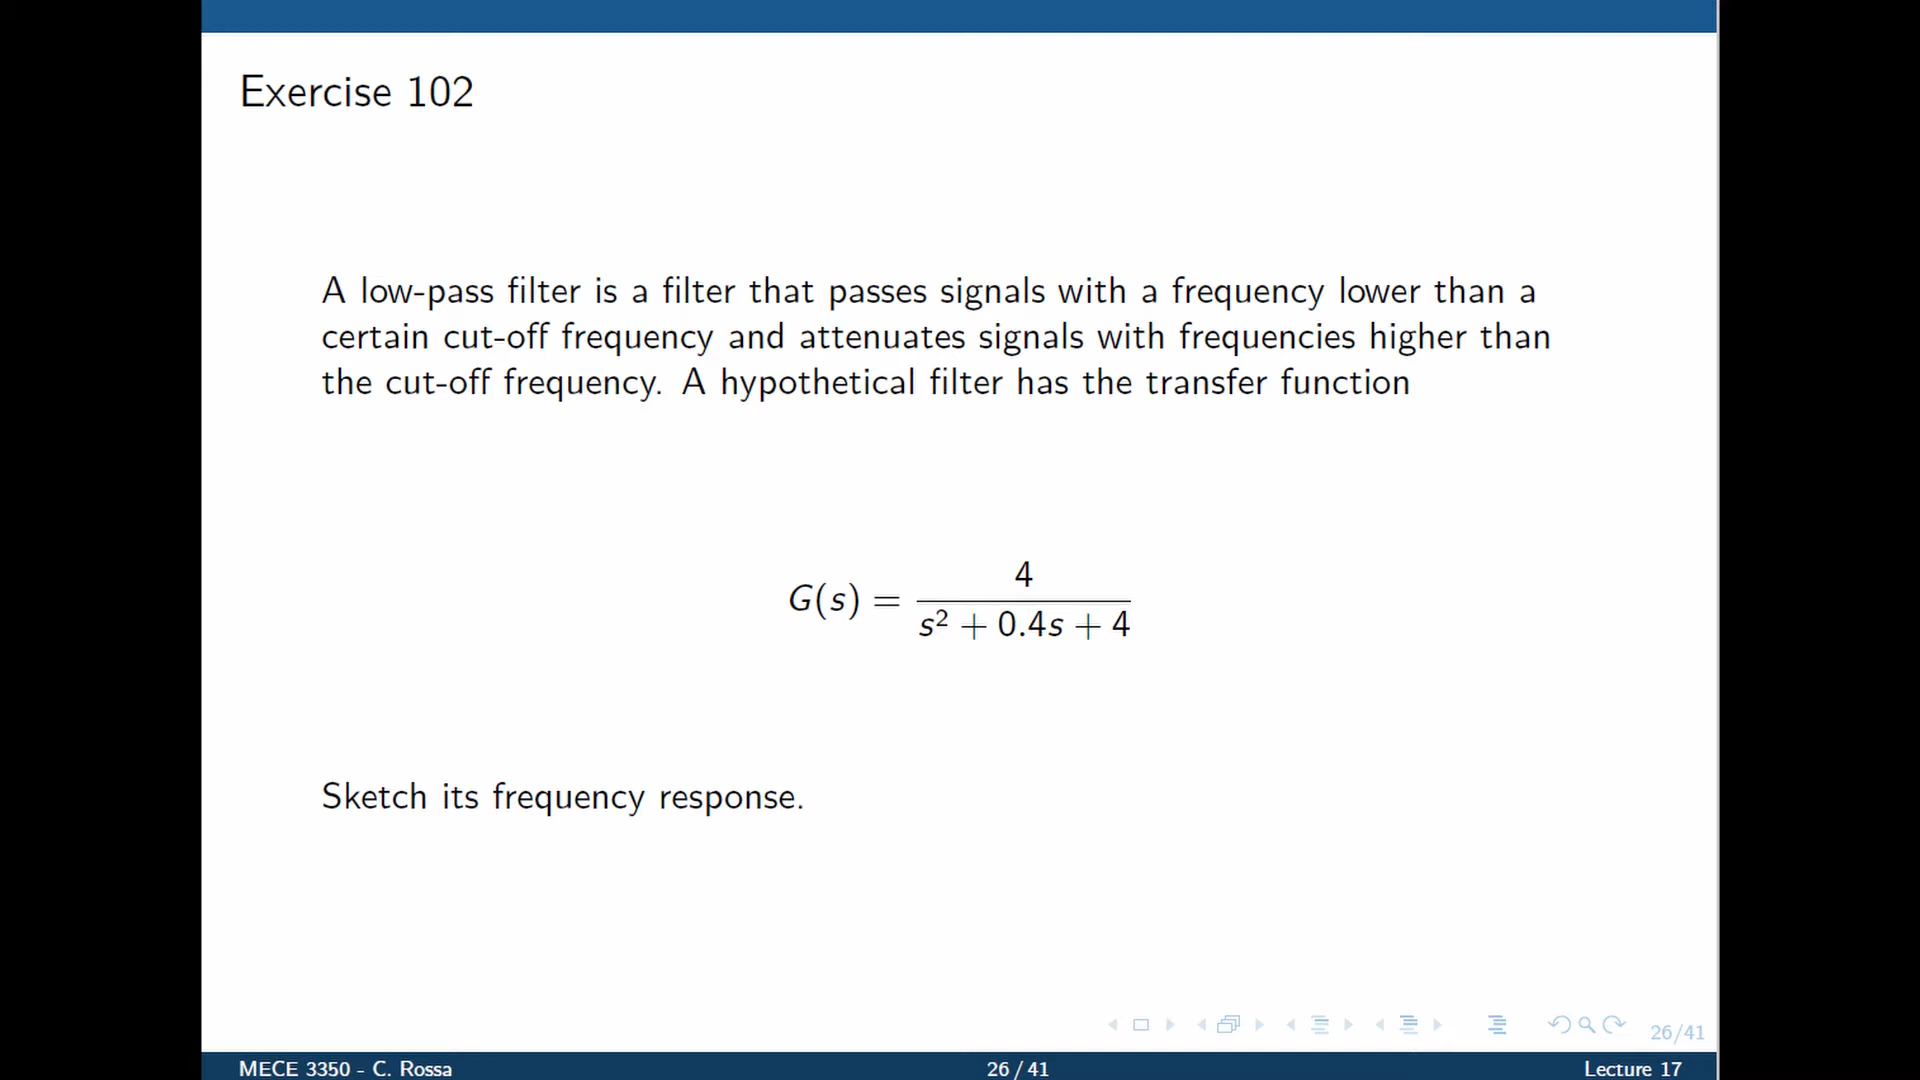 Exercise 102
A low-pass filter is a filter that passes signals with a frequency lower than a
certain cut-off frequency and attenuates signals with frequencies higher than
the cut-off frequency. A hypothetical filter has the transfer function
G(s) = 4 / (s² + 0.4s + 4)
Sketch its frequency response.
26/41
MECE 3350 - C. Rossa 26 / 41 Lecture 17